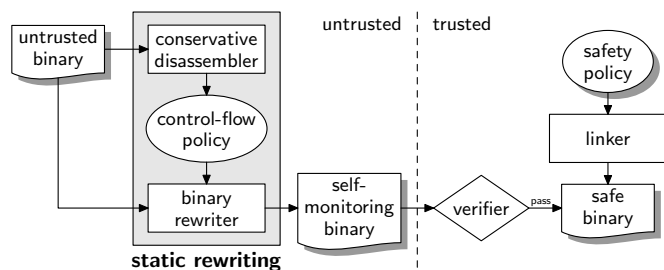 untrusted
binary
conservative
disassembler
control-flow
policy
binary
rewriter
static rewriting
untrusted
trusted
self-
monitoring
binary
verifier
pass
safety
policy
linker
safe
binary